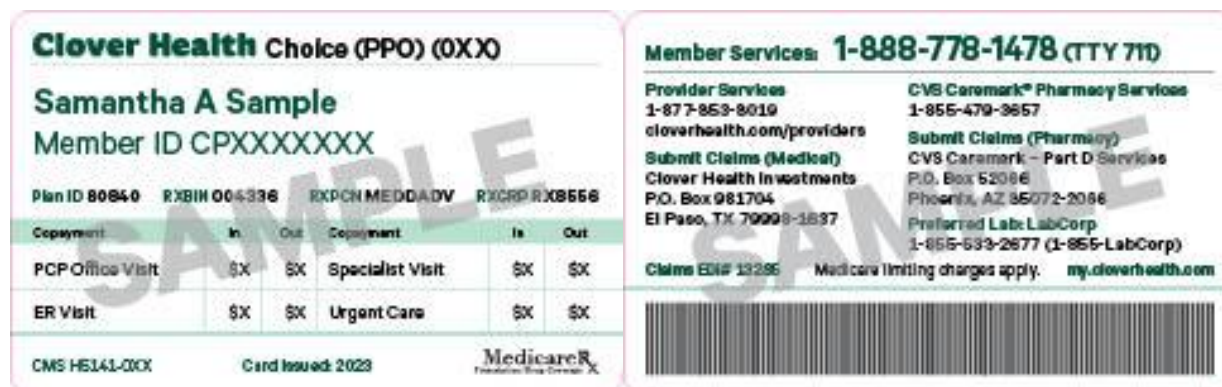 Clover Health Choice (PPO) (0XX)
Samantha A Sample
Member ID CPXXXXXXX
Plan ID 80840 RXBIN 004336 RXPCN MEDDADV RXGRP RX8556
Copayment In Out Copayment In Out
PCP Office Visit $X $X Specialist Visit $X $X
ER Visit $X $X Urgent Care $X $X
CMS H5141-0XX Card Issued: 2023 MedicareRx
Prescription Drug Coverage
SAMPLE
Member Services: 1-888-778-1478 (TTY 711)
Provider Services
1-877-853-8019
cloverhealth.com/providers
Submit Claims (Medical)
Clover Health Investments
P.O. Box 981704
El Paso, TX 79998-1637
CVS Caremark® Pharmacy Services
1-855-479-3657
Submit Claims (Pharmacy)
CVS Caremark – Part D Services
P.O. Box 52066
Phoenix, AZ 85072-2066
Preferred Lab: LabCorp
1-855-533-2677 (1-855-LabCorp)
Claims EDI# 13285 Medicare limiting charges apply. my.cloverhealth.com
SAMPLE